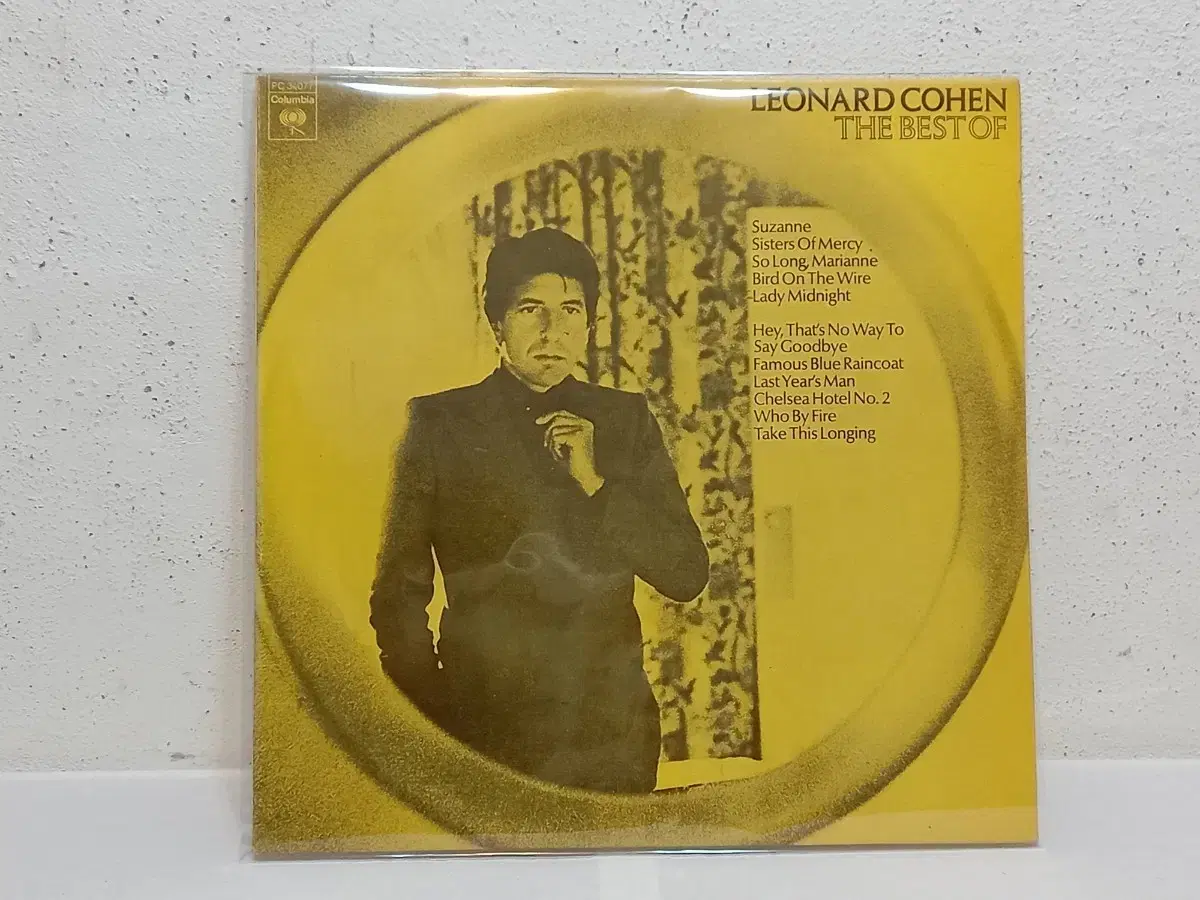 PC 34077
Columbia
LEONARD COHEN
THE BEST OF
Suzanne
Sisters Of Mercy
So Long, Marianne
Bird On The Wire
Lady Midnight
Hey, That's No Way To
Say Goodbye
Famous Blue Raincoat
Last Year's Man
Chelsea Hotel No. 2
Who By Fire
Take This Longing